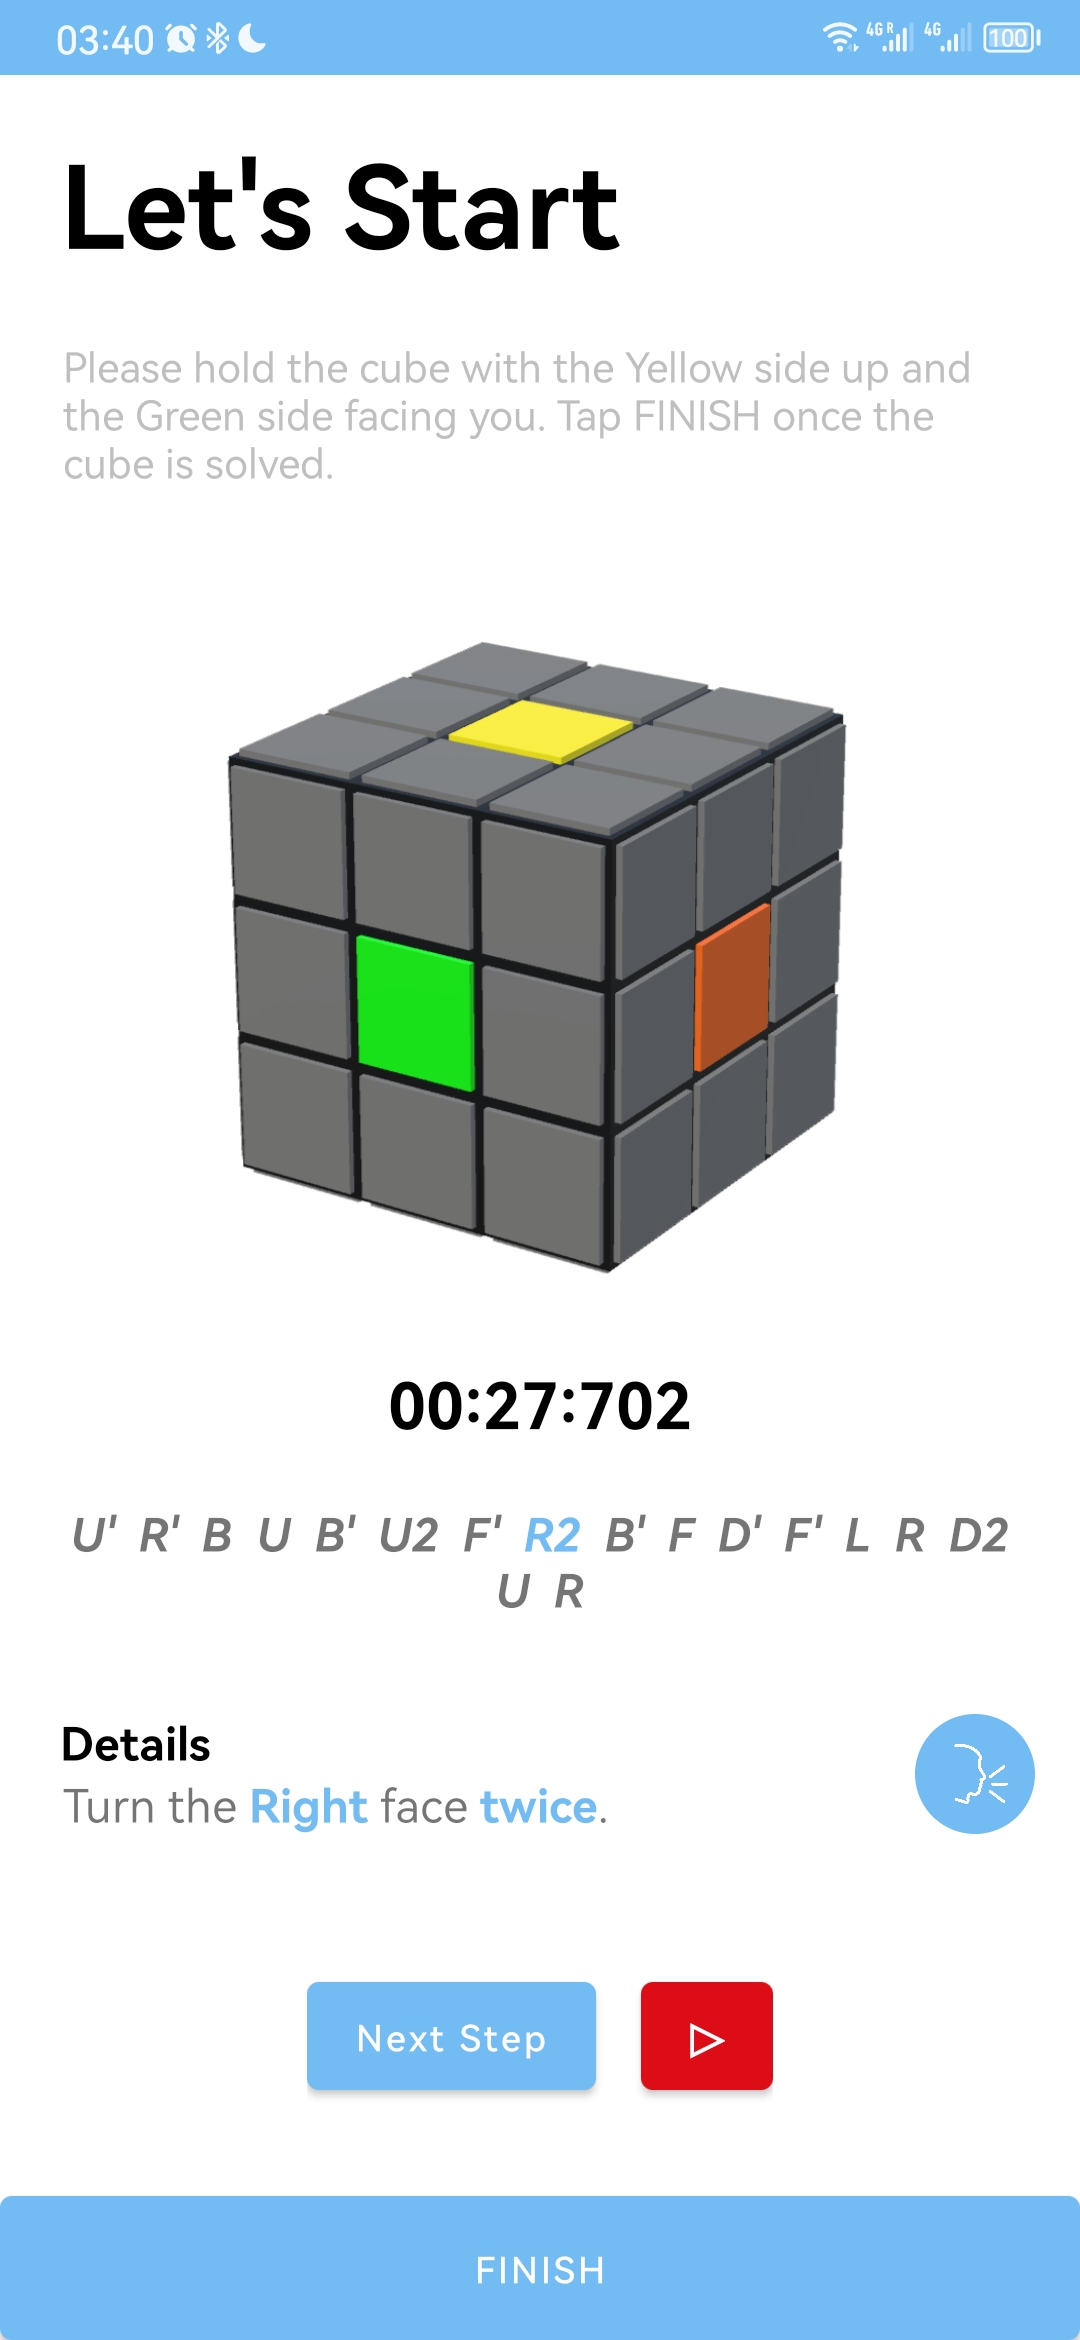 03:40
4G R
4G
100
Let's Start
Please hold the cube with the Yellow side up and
the Green side facing you. Tap FINISH once the
cube is solved.
00:27:702
U' R' B U B' U2 F' R2 B' F D' F' L R D2
U R
Details
Turn the Right face twice.
Next Step
FINISH